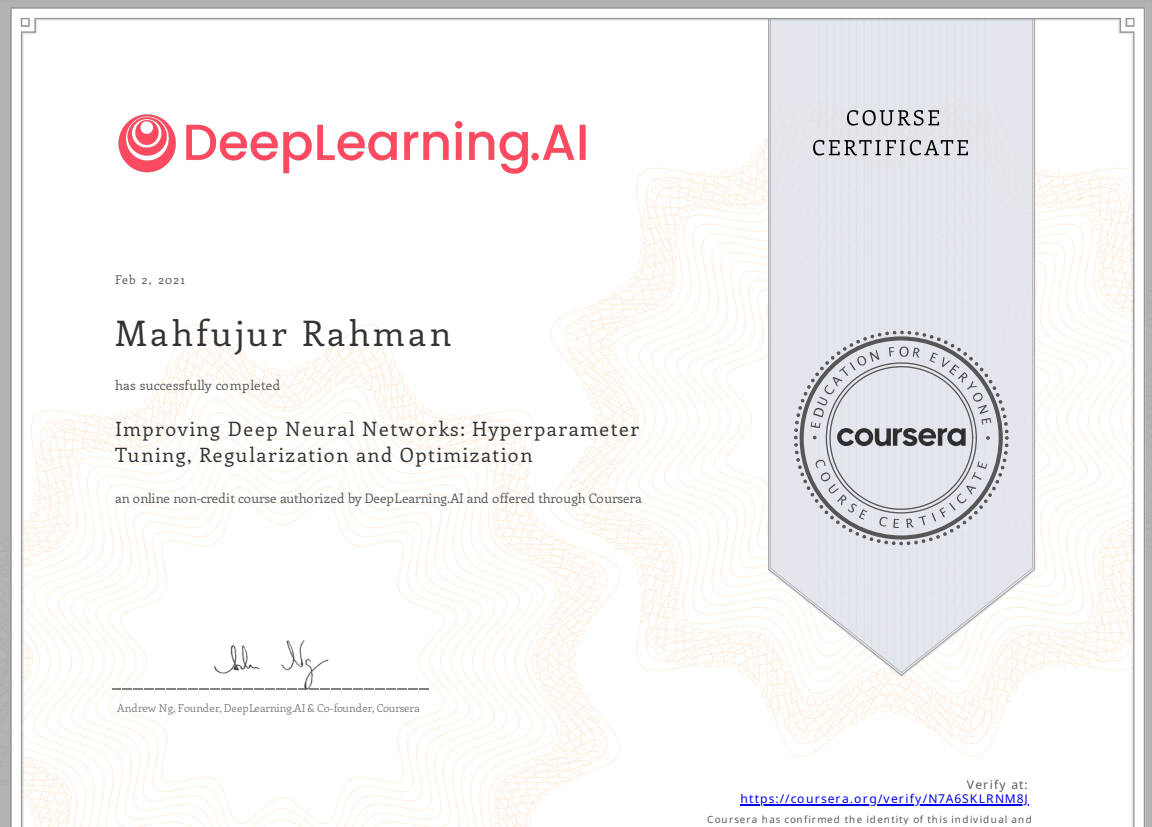 DeepLearning.AI
COURSE
CERTIFICATE
Feb 2, 2021
Mahfujur Rahman
has successfully completed
Improving Deep Neural Networks: Hyperparameter
Tuning, Regularization and Optimization
an online non-credit course authorized by DeepLearning.AI and offered through Coursera
EDUCATION FOR EVERYONE
coursera
COURSE CERTIFICATE
Andrew Ng, Founder, DeepLearning.AI & Co-founder, Coursera
Verify at:
https://coursera.org/verify/N7A6SKLRNM8J
Coursera has confirmed the identity of this individual and